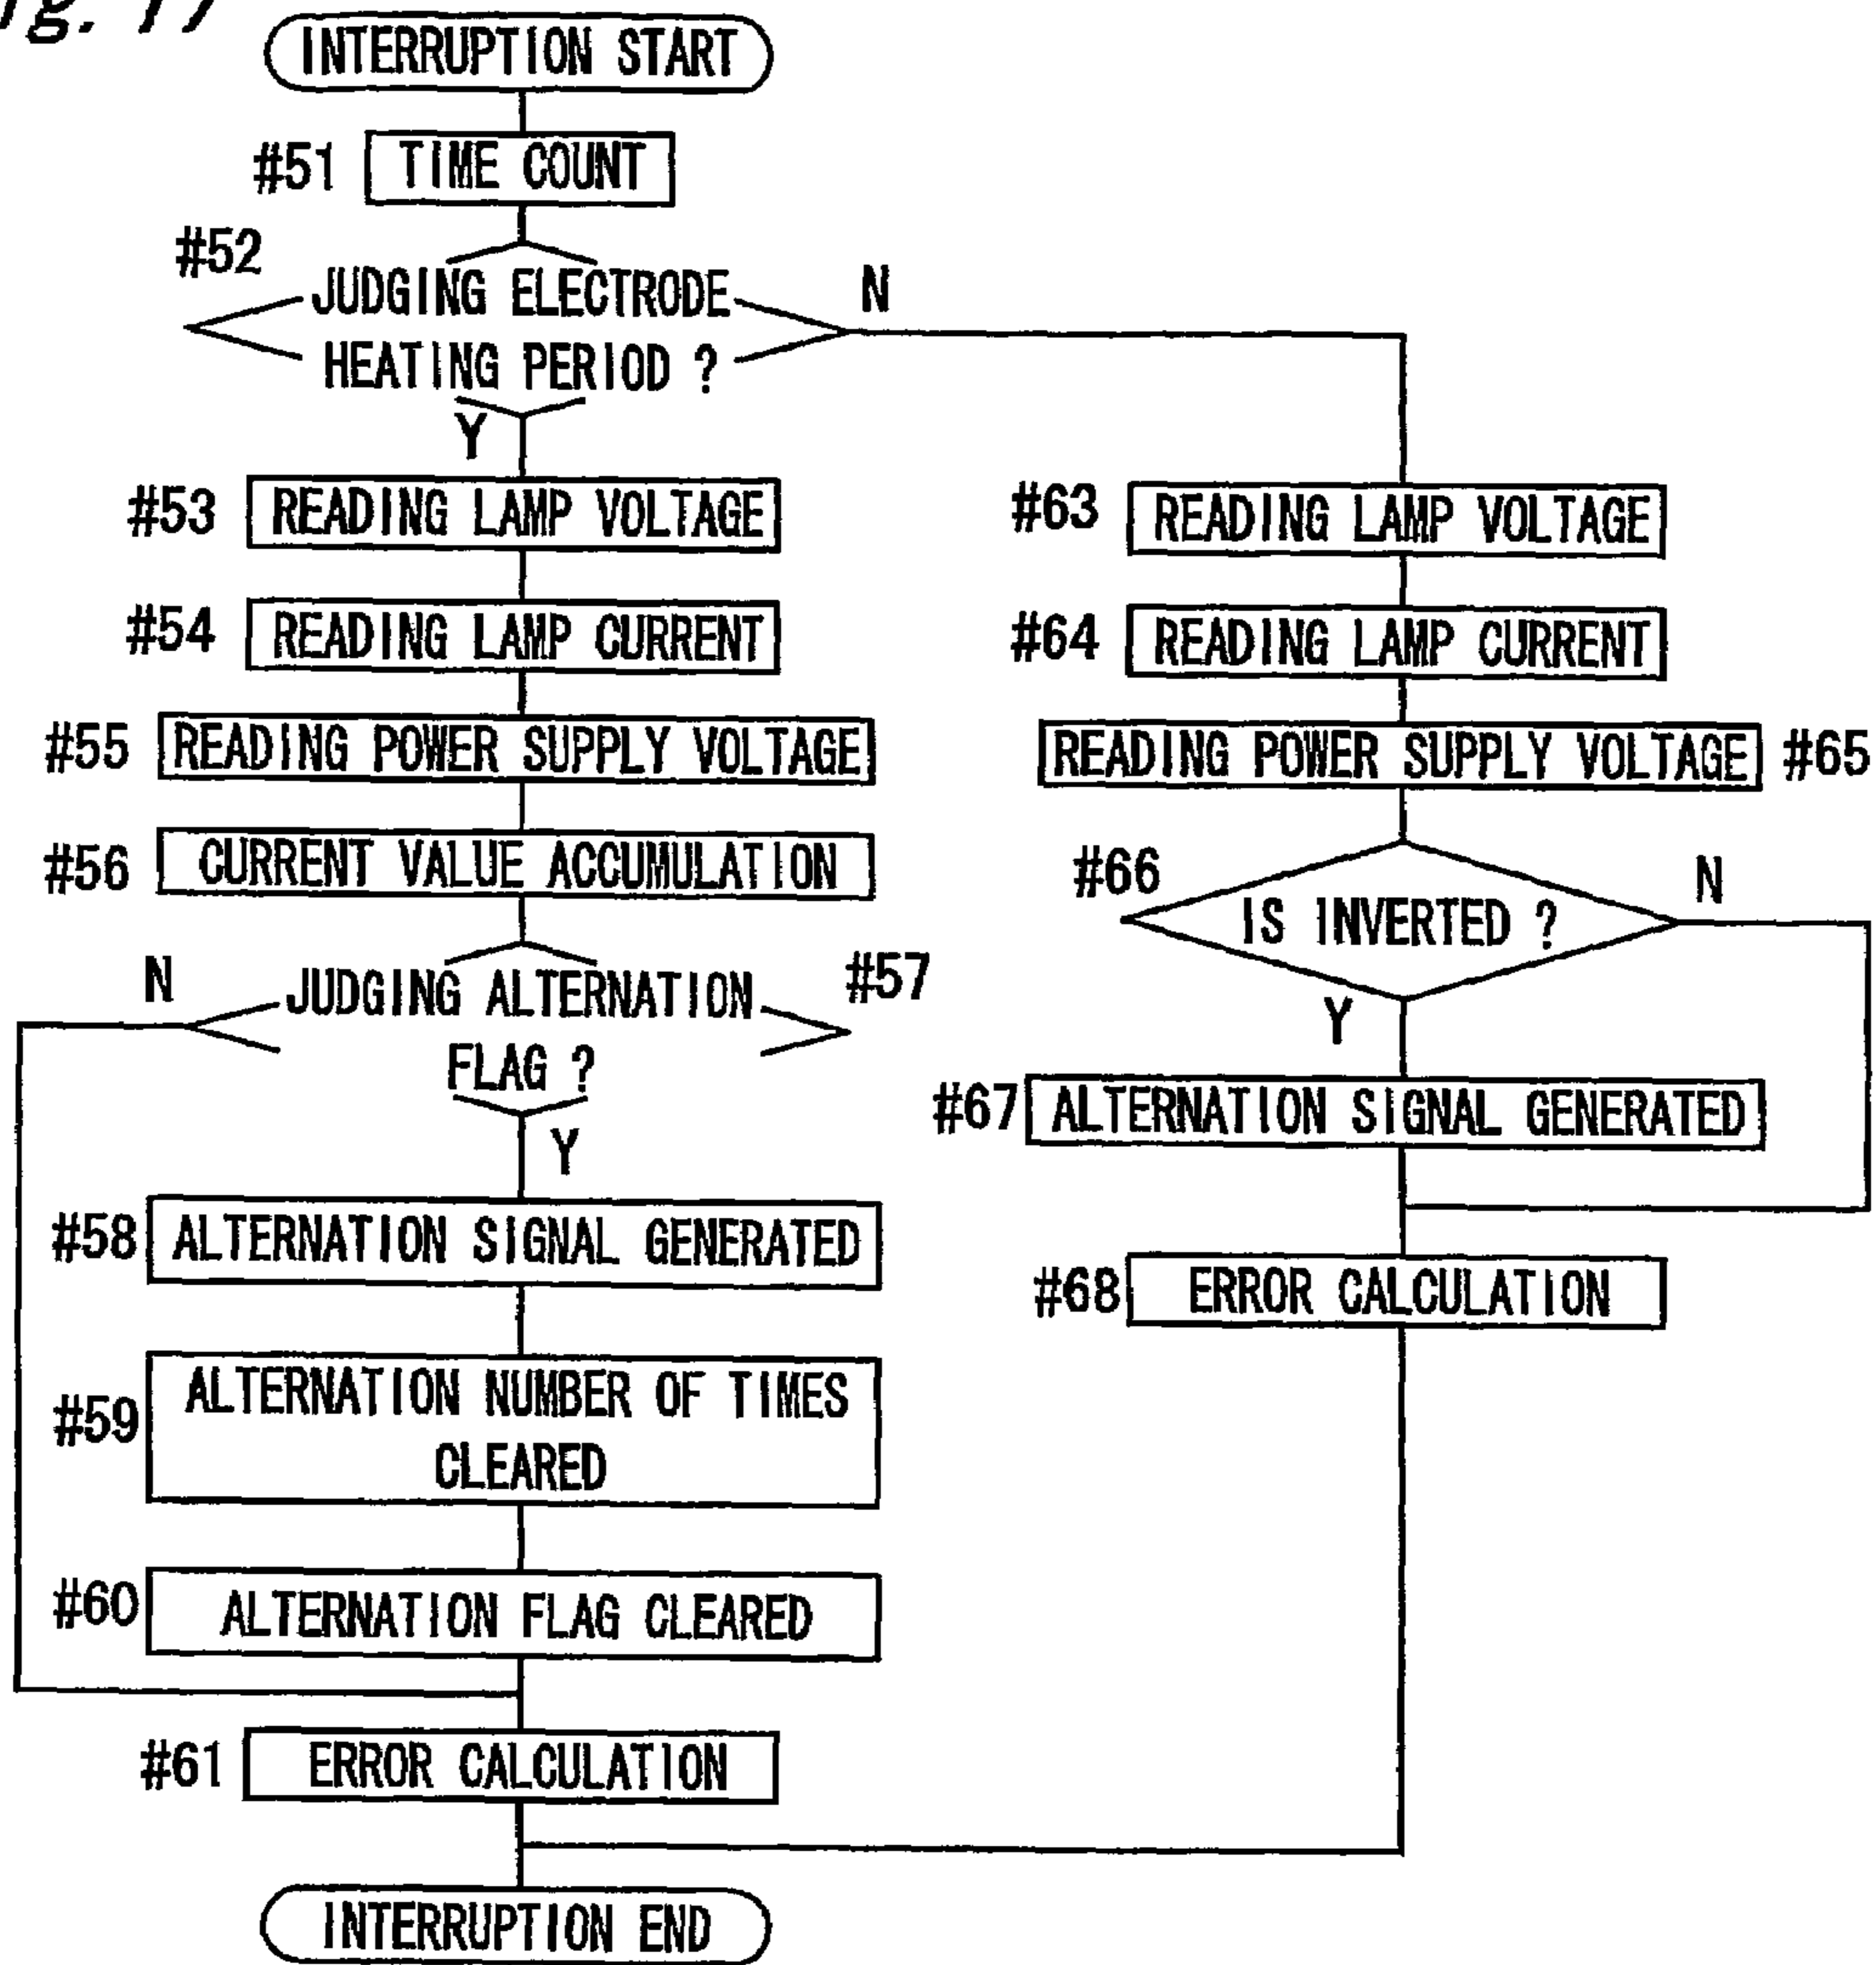 INTERRUPTION START
#51 TIME COUNT
#52
JUDGING ELECTRODE
HEATING PERIOD ?
N
Y
#53 READING LAMP VOLTAGE
#54 READING LAMP CURRENT
#55 READING POWER SUPPLY VOLTAGE
#56 CURRENT VALUE ACCUMULATION
N
JUDGING ALTERNATION
FLAG ?
#57
Y
#58 ALTERNATION SIGNAL GENERATED
#59 ALTERNATION NUMBER OF TIMES
CLEARED
#60 ALTERNATION FLAG CLEARED
#61 ERROR CALCULATION
#63 READING LAMP VOLTAGE
#64 READING LAMP CURRENT
READING POWER SUPPLY VOLTAGE #65
#66
IS INVERTED ?
N
Y
#67 ALTERNATION SIGNAL GENERATED
#68 ERROR CALCULATION
INTERRUPTION END